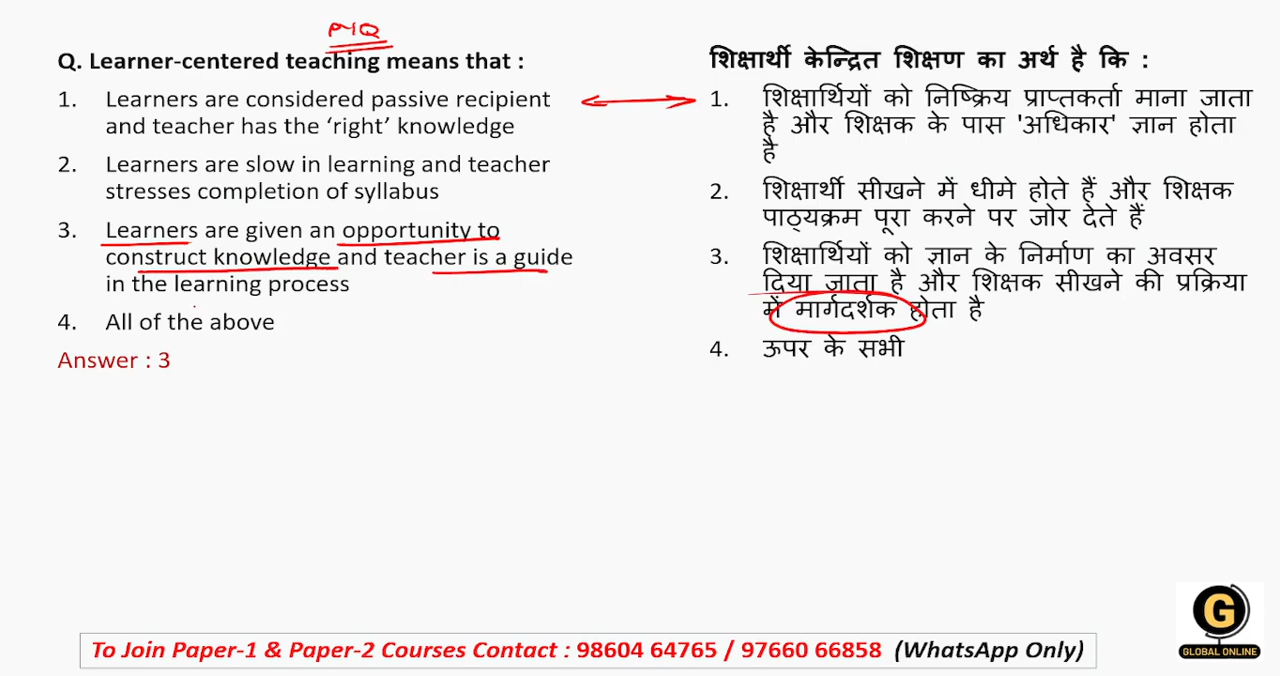 PYQ
Q. Learner-centered teaching means that :
1. Learners are considered passive recipient
and teacher has the ‘right’ knowledge
2. Learners are slow in learning and teacher
stresses completion of syllabus
3. Learners are given an opportunity to
construct knowledge and teacher is a guide
in the learning process
4. All of the above
Answer : 3
शिक्षार्थी केन्द्रित शिक्षण का अर्थ है कि :
1. शिक्षार्थियों को निष्क्रिय प्राप्तकर्ता माना जाता
है और शिक्षक के पास 'अधिकार' ज्ञान होता
है
2. शिक्षार्थी सीखने में धीमे होते हैं और शिक्षक
पाठ्यक्रम पूरा करने पर जोर देते हैं
3. शिक्षार्थियों को ज्ञान के निर्माण का अवसर
दिया जाता है और शिक्षक सीखने की प्रक्रिया
में मार्गदर्शक होता है
4. ऊपर के सभी
G
GLOBAL ONLINE
To Join Paper-1 & Paper-2 Courses Contact : 98604 64765 / 97660 66858 (WhatsApp Only)